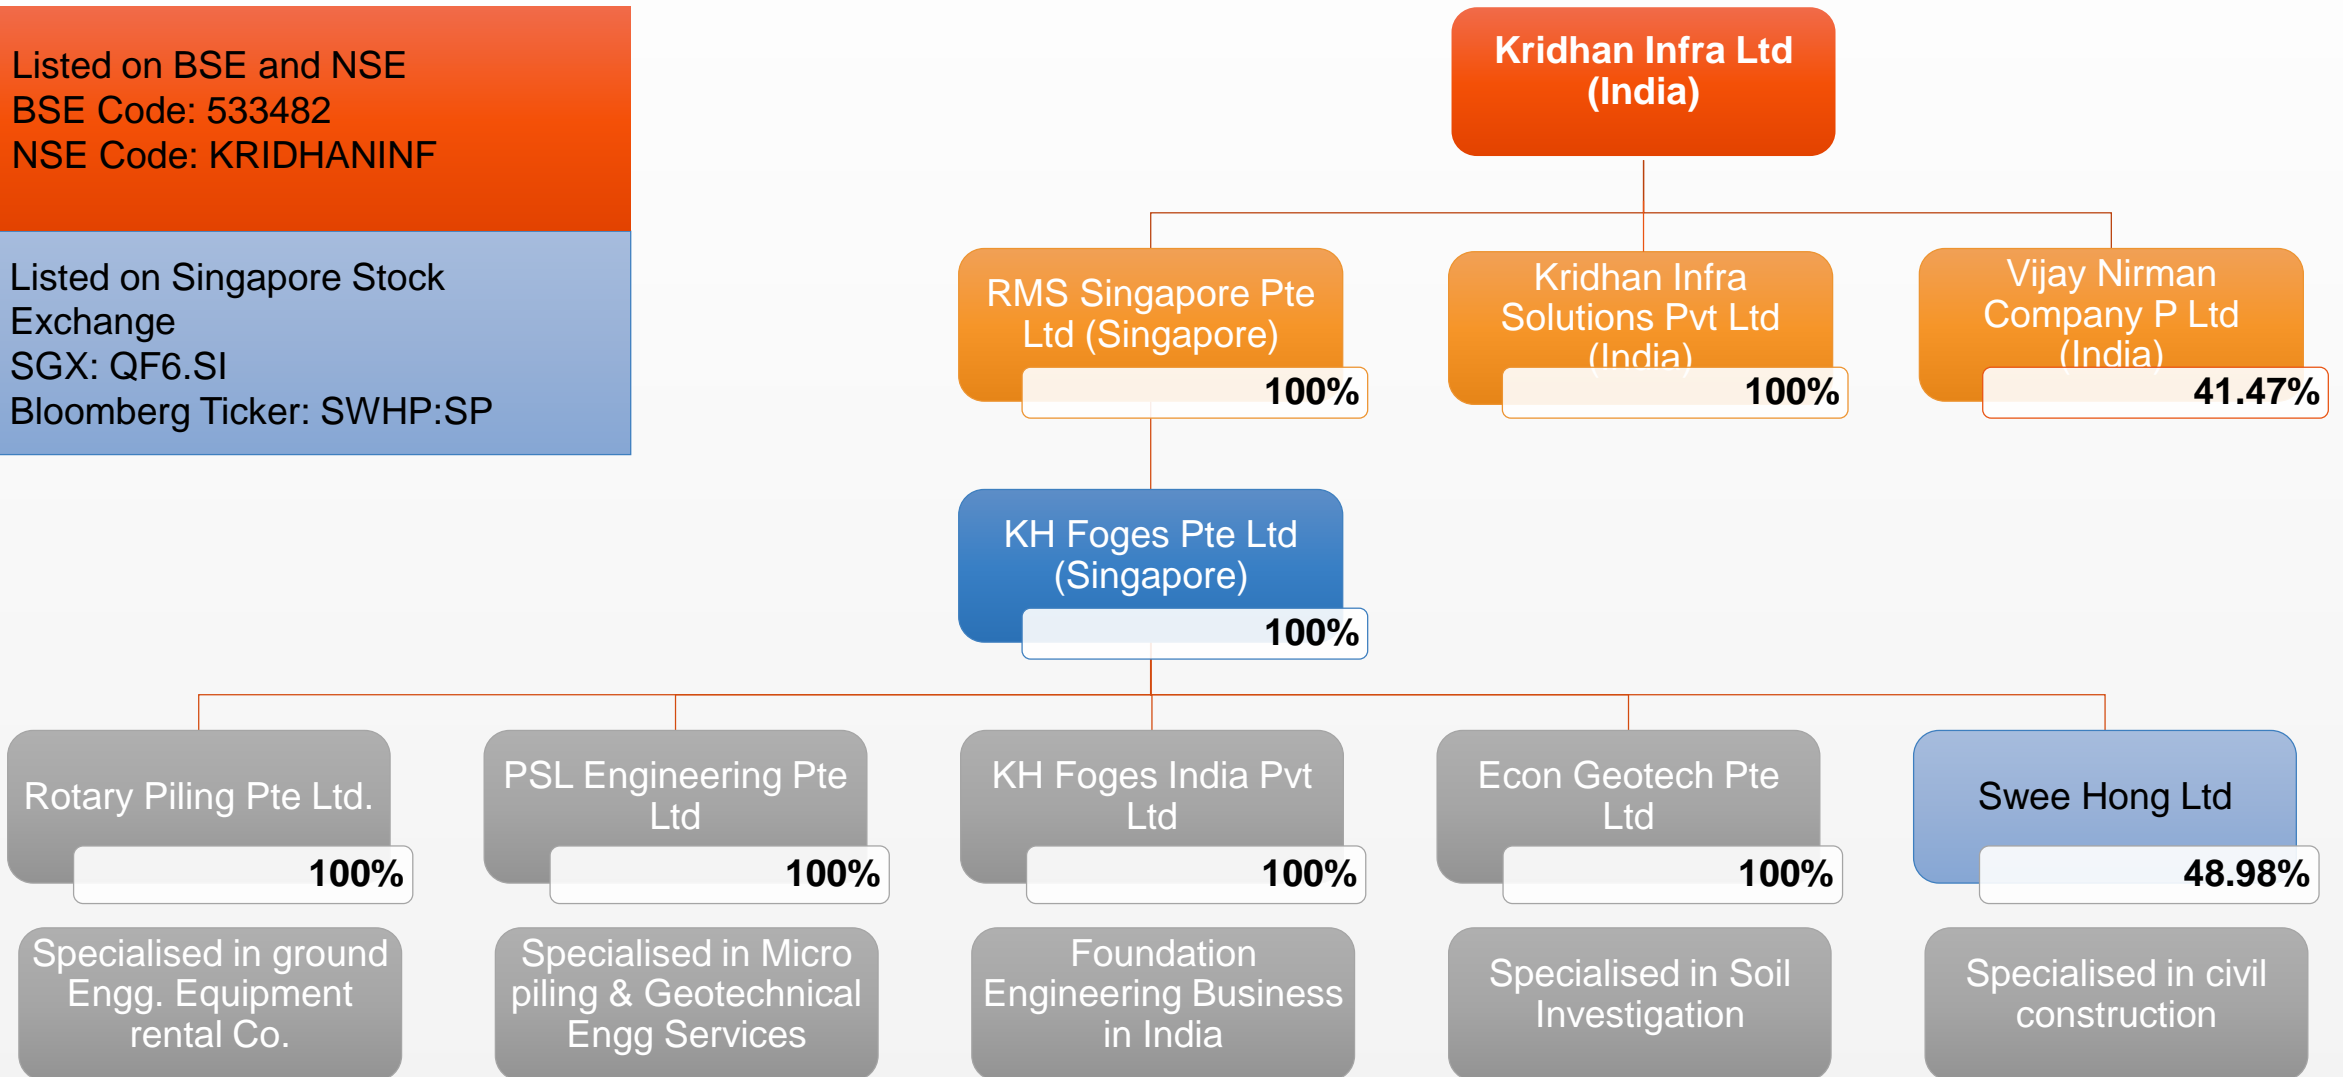 Listed on BSE and NSE
BSE Code: 533482
NSE Code: KRIDHANINF
Listed on Singapore Stock
Exchange
SGX: QF6.SI
Bloomberg Ticker: SWHP:SP
Kridhan Infra Ltd
(India)
RMS Singapore Pte
Ltd (Singapore)
100%
Kridhan Infra
Solutions Pvt Ltd
(India)
100%
Vijay Nirman
Company P Ltd
(India)
41.47%
KH Foges Pte Ltd
(Singapore)
100%
Rotary Piling Pte Ltd.
100%
PSL Engineering Pte
Ltd
100%
KH Foges India Pvt
Ltd
100%
Econ Geotech Pte
Ltd
100%
Swee Hong Ltd
48.98%
Specialised in ground
Engg. Equipment
rental Co.
Specialised in Micro
piling & Geotechnical
Engg Services
Foundation
Engineering Business
in India
Specialised in Soil
Investigation
Specialised in civil
construction